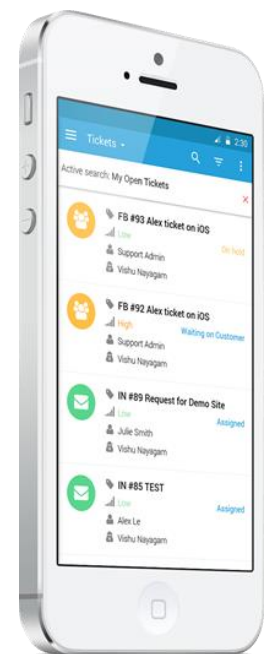 2:30
Tickets
Active search: My Open Tickets
FB #93 Alex ticket on iOS
Low
On hold
Support Admin
Vishu Nayagam
FB #92 Alex ticket on iOS
High
Waiting on Customer
Support Admin
Vishu Nayagam
IN #89 Request for Demo Site
Low
Assigned
Julie Smith
Vishu Nayagam
IN #85 TEST
Low
Assigned
Alex Le
Vishu Nayagam